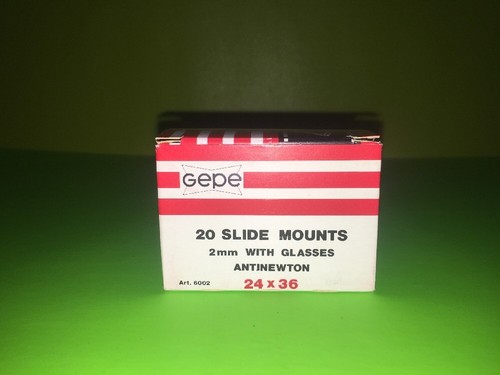 GEPE
20 SLIDE MOUNTS
2mm WITH GLASSES
ANTINEWTON
Art. 6002 24 x 36